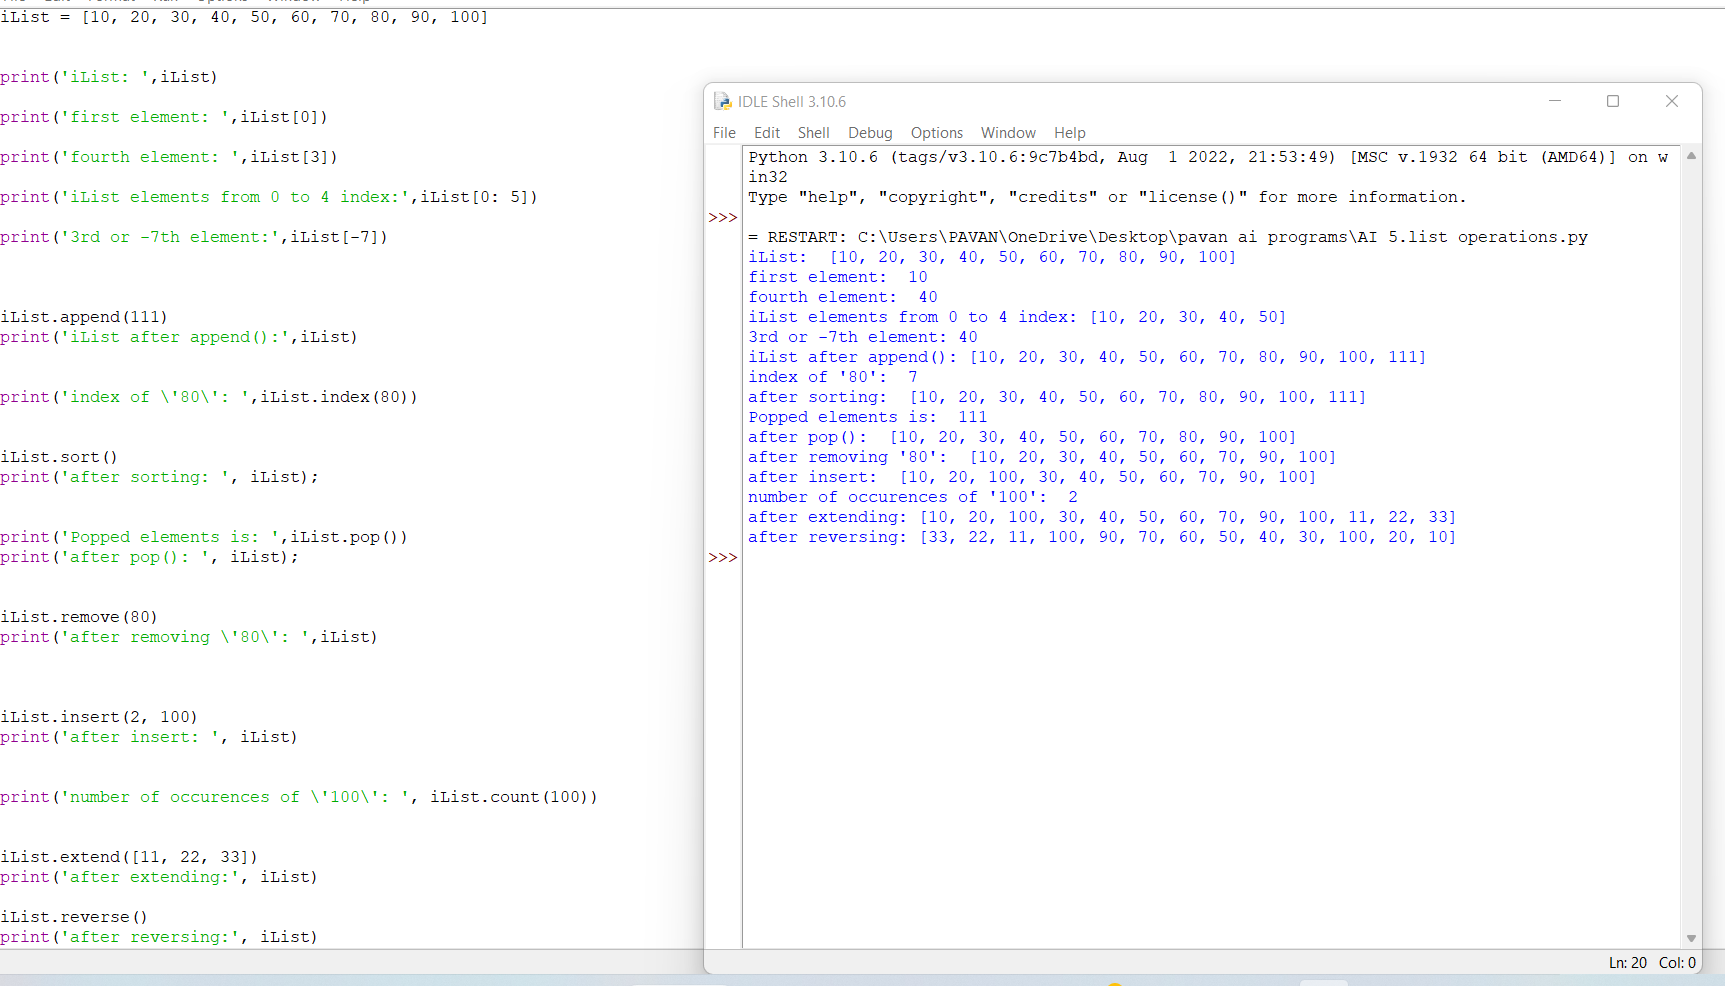 iList = [10, 20, 30, 40, 50, 60, 70, 80, 90, 100]
print('iList: ',iList)
print('first element: ',iList[0])
print('fourth element: ',iList[3])
print('iList elements from 0 to 4 index:',iList[0: 5])
print('3rd or -7th element:',iList[-7])
iList.append(111)
print('iList after append():',iList)
print('index of \'80\': ',iList.index(80))
iList.sort()
print('after sorting: ', iList);
print('Popped elements is: ',iList.pop())
print('after pop(): ', iList);
iList.remove(80)
print('after removing \'80\': ',iList)
iList.insert(2, 100)
print('after insert: ', iList)
print('number of occurences of \'100\': ', iList.count(100))
iList.extend([11, 22, 33])
print('after extending:', iList)
iList.reverse()
print('after reversing:', iList)
IDLE Shell 3.10.6
File Edit Shell Debug Options Window Help
Python 3.10.6 (tags/v3.10.6:9c7b4bd, Aug  1 2022, 21:53:49) [MSC v.1932 64 bit (AMD64)] on w
in32
Type "help", "copyright", "credits" or "license()" for more information.
>>>
= RESTART: C:\Users\PAVAN\OneDrive\Desktop\pavan ai programs\AI 5.list operations.py
iList:  [10, 20, 30, 40, 50, 60, 70, 80, 90, 100]
first element:  10
fourth element:  40
iList elements from 0 to 4 index: [10, 20, 30, 40, 50]
3rd or -7th element: 40
iList after append(): [10, 20, 30, 40, 50, 60, 70, 80, 90, 100, 111]
index of '80':  7
after sorting:  [10, 20, 30, 40, 50, 60, 70, 80, 90, 100, 111]
Popped elements is:  111
after pop():  [10, 20, 30, 40, 50, 60, 70, 80, 90, 100]
after removing '80':  [10, 20, 30, 40, 50, 60, 70, 90, 100]
after insert:  [10, 20, 100, 30, 40, 50, 60, 70, 90, 100]
number of occurences of '100':  2
after extending: [10, 20, 100, 30, 40, 50, 60, 70, 90, 100, 11, 22, 33]
after reversing: [33, 22, 11, 100, 90, 70, 60, 50, 40, 30, 100, 20, 10]
>>>
Ln: 20 Col: 0